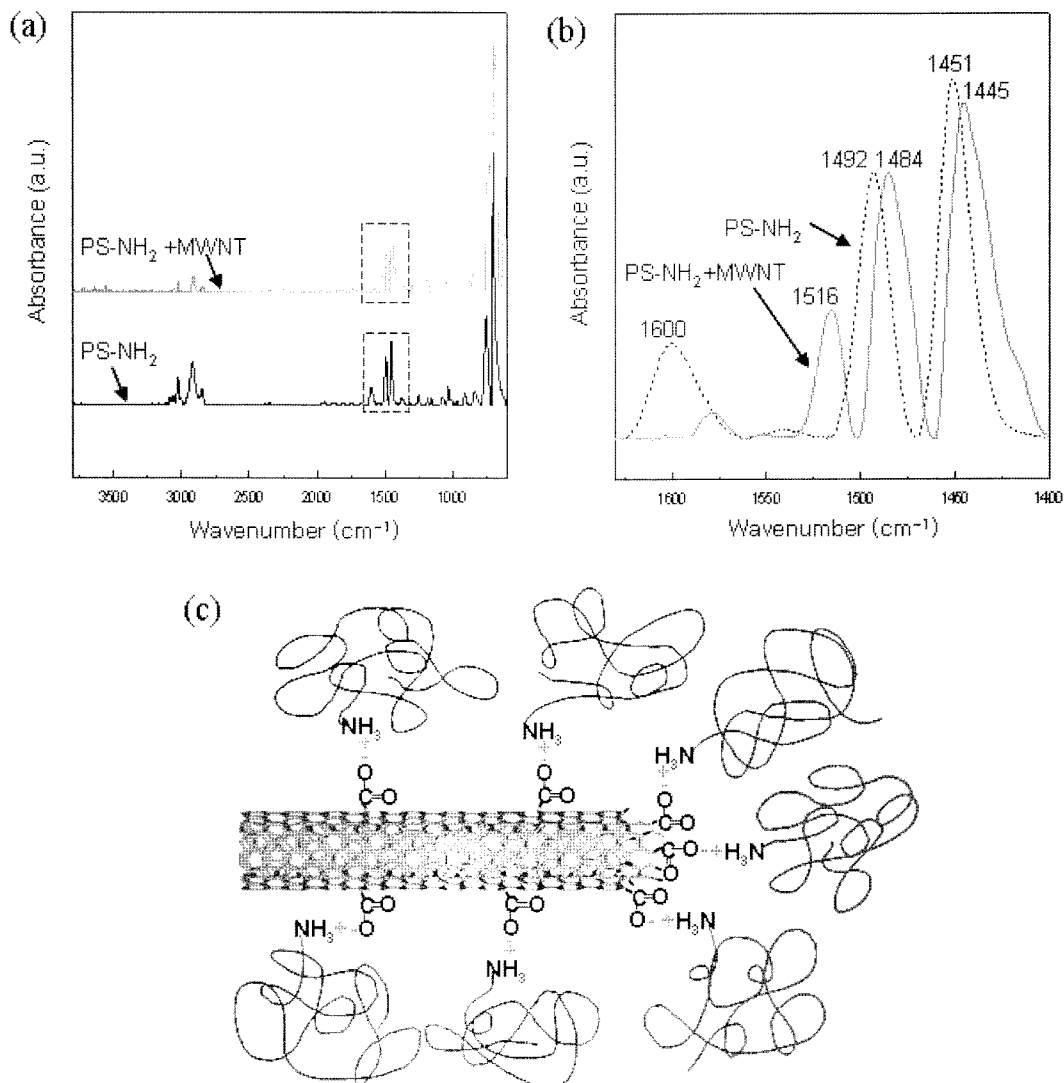 (a)
Absorbance (a.u.)
PS-NH₂ +MWNT
PS-NH₂
3500 3000 2500 2000 1500 1000
Wavenumber (cm⁻¹)
(b)
Absorbance (a.u.)
1451
1445
1492 1484
PS-NH₂
PS-NH₂+MWNT
1516
1600
1600 1550 1500 1450 1400
Wavenumber (cm⁻¹)
(c)
NH₃ NH₃ H₃N
+ + +
O O O
C=O C=O C
C O + H₃N
O
C=O C=O C O
NH₃ + O O O + H₃N
+
NH₃